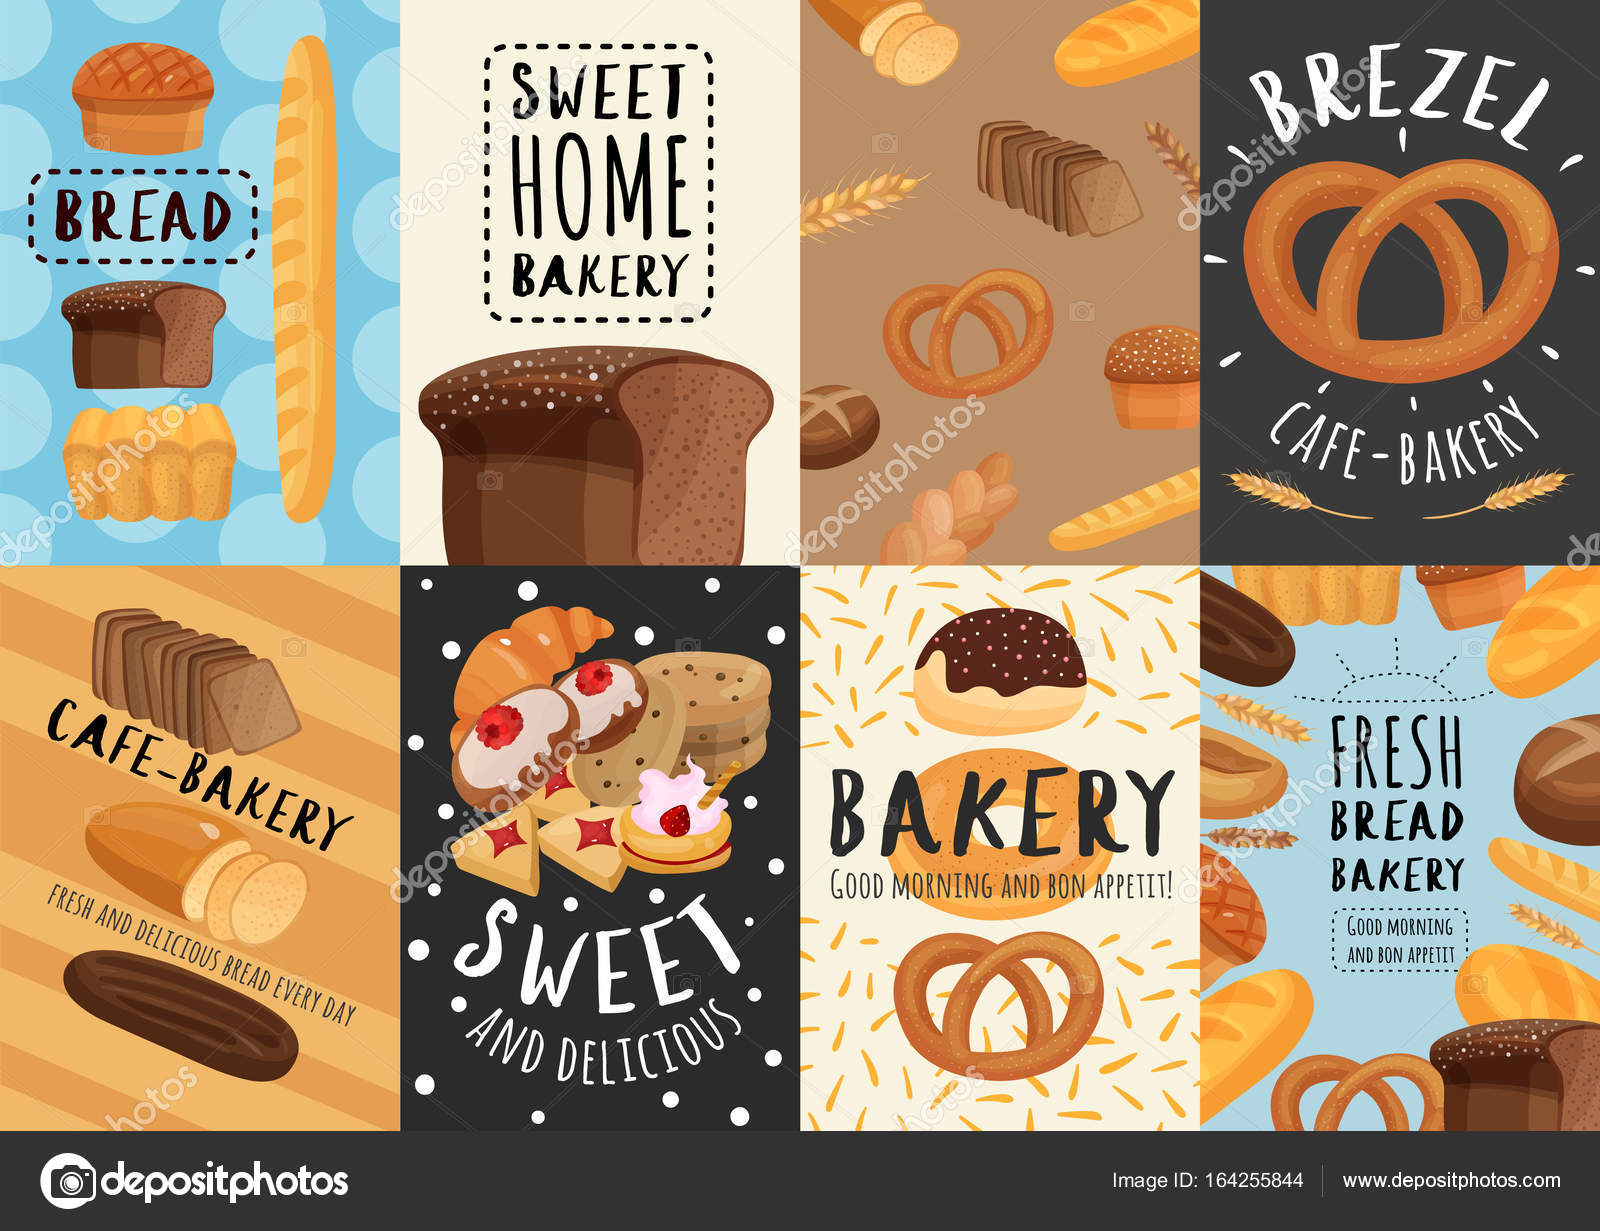 BREAD
SWEET
HOME
BAKERY
BREZEL
CAFE-BAKERY
CAFE-BAKERY
FRESH AND DELICIOUS BREAD EVERY DAY
SWEET
AND DELICIOUS
BAKERY
GOOD MORNING AND BON APPETIT!
FRESH
BREAD
BAKERY
GOOD MORNING
AND BON APPETIT
depositphotos
Image ID: 164255844
www.depositphotos.com